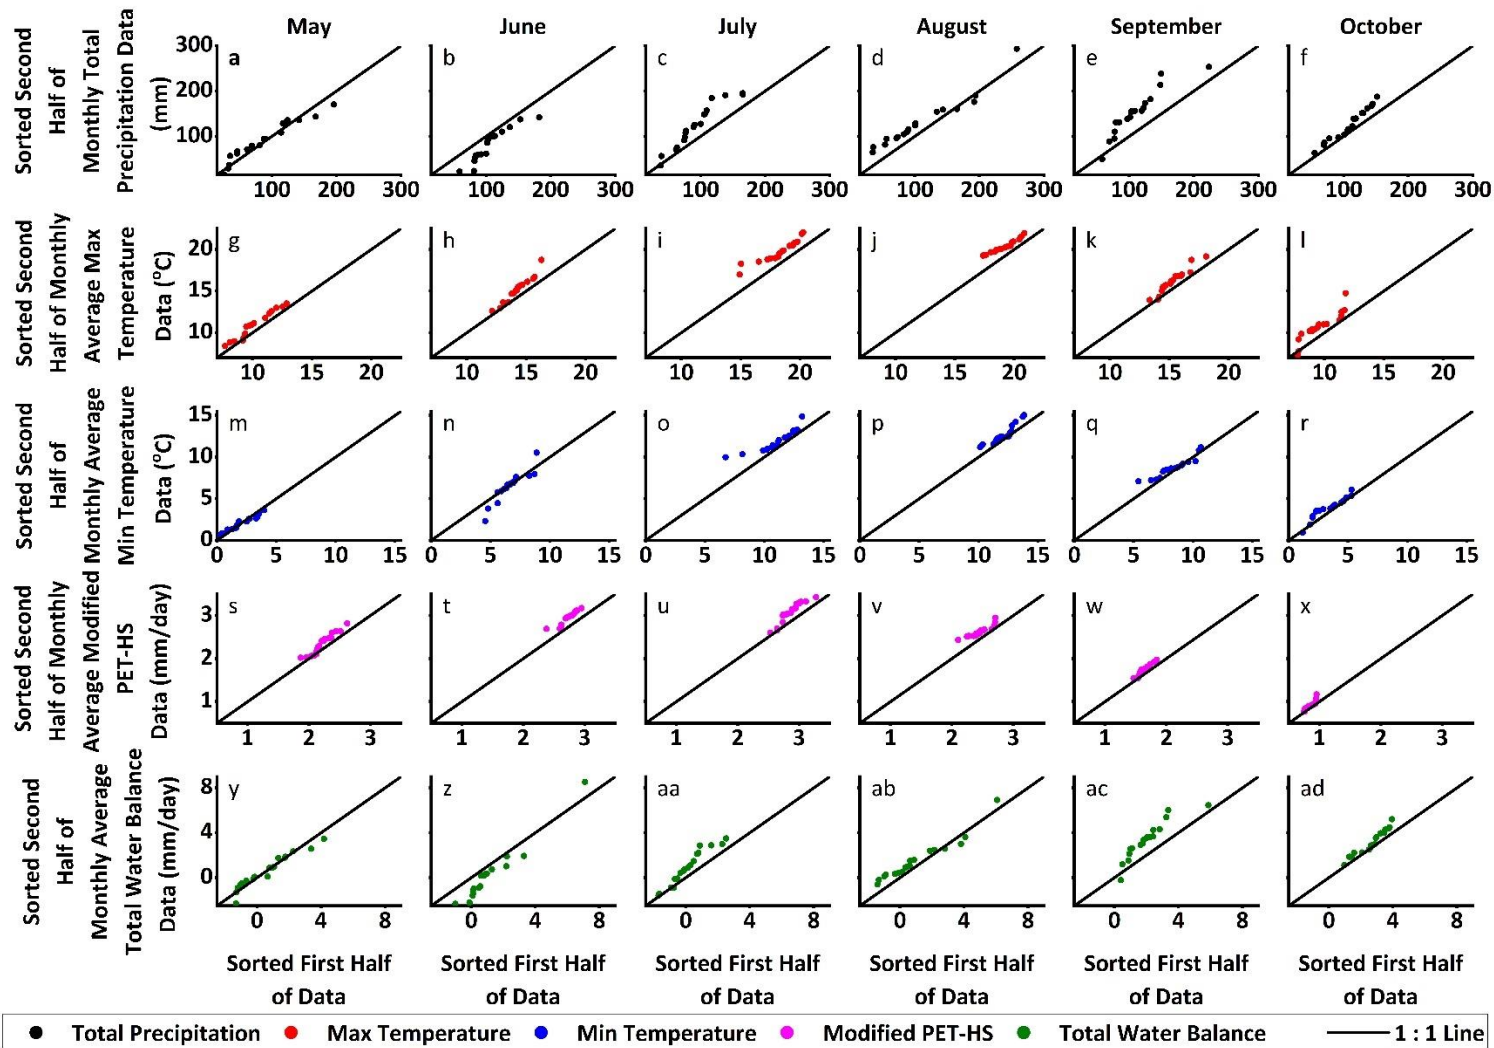 May June July August September October
Sorted Second
Half of
Monthly Total
Precipitation Data
(mm)
300
200
100
a b c d e f
100 200 300 100 200 300 100 200 300 100 200 300 100 200 300 100 200 300
Sorted Second
Half of Monthly
Average Max
Temperature
Data (°C)
20
15
10
g h i j k l
10 15 20 10 15 20 10 15 20 10 15 20 10 15 20 10 15 20
Sorted Second
Half of
Monthly Average
Min Temperature
Data (°C)
15
10
5
0
m n o p q r
0 5 10 15 0 5 10 15 0 5 10 15 0 5 10 15 0 5 10 15 0 5 10 15
Sorted Second
Half of Monthly
Average Modified
PET-HS
Data (mm/day)
3
2
1
s t u v w x
1 2 3 1 2 3 1 2 3 1 2 3 1 2 3 1 2 3
Sorted Second
Half of
Monthly Average
Total Water Balance
Data (mm/day)
8
4
0
y z aa ab ac ad
0 4 8 0 4 8 0 4 8 0 4 8 0 4 8 0 4 8
Sorted First Half Sorted First Half Sorted First Half Sorted First Half Sorted First Half Sorted First Half
of Data of Data of Data of Data of Data of Data
Total Precipitation Max Temperature Min Temperature Modified PET-HS Total Water Balance 1 : 1 Line